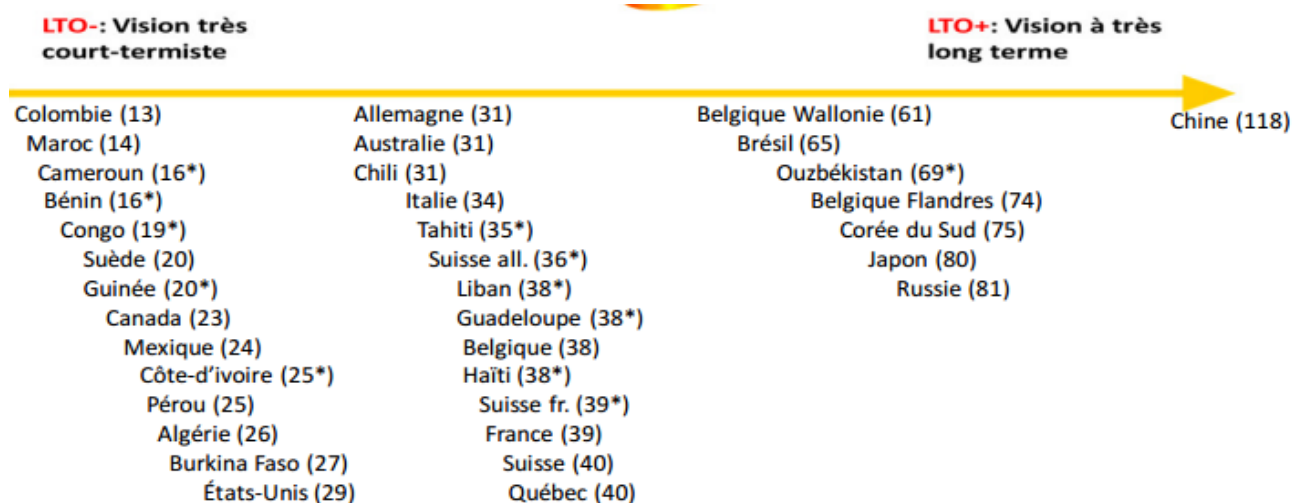 LTO-: Vision très
court-termiste
LTO+: Vision à très
long terme
Colombie (13)
Maroc (14)
Cameroun (16*)
Bénin (16*)
Congo (19*)
Suède (20)
Guinée (20*)
Canada (23)
Mexique (24)
Côte-d'ivoire (25*)
Pérou (25)
Algérie (26)
Burkina Faso (27)
États-Unis (29)
Allemagne (31)
Australie (31)
Chili (31)
Italie (34)
Tahiti (35*)
Suisse all. (36*)
Liban (38*)
Guadeloupe (38*)
Belgique (38)
Haïti (38*)
Suisse fr. (39*)
France (39)
Suisse (40)
Québec (40)
Belgique Wallonie (61)
Brésil (65)
Ouzbékistan (69*)
Belgique Flandres (74)
Corée du Sud (75)
Japon (80)
Russie (81)
Chine (118)